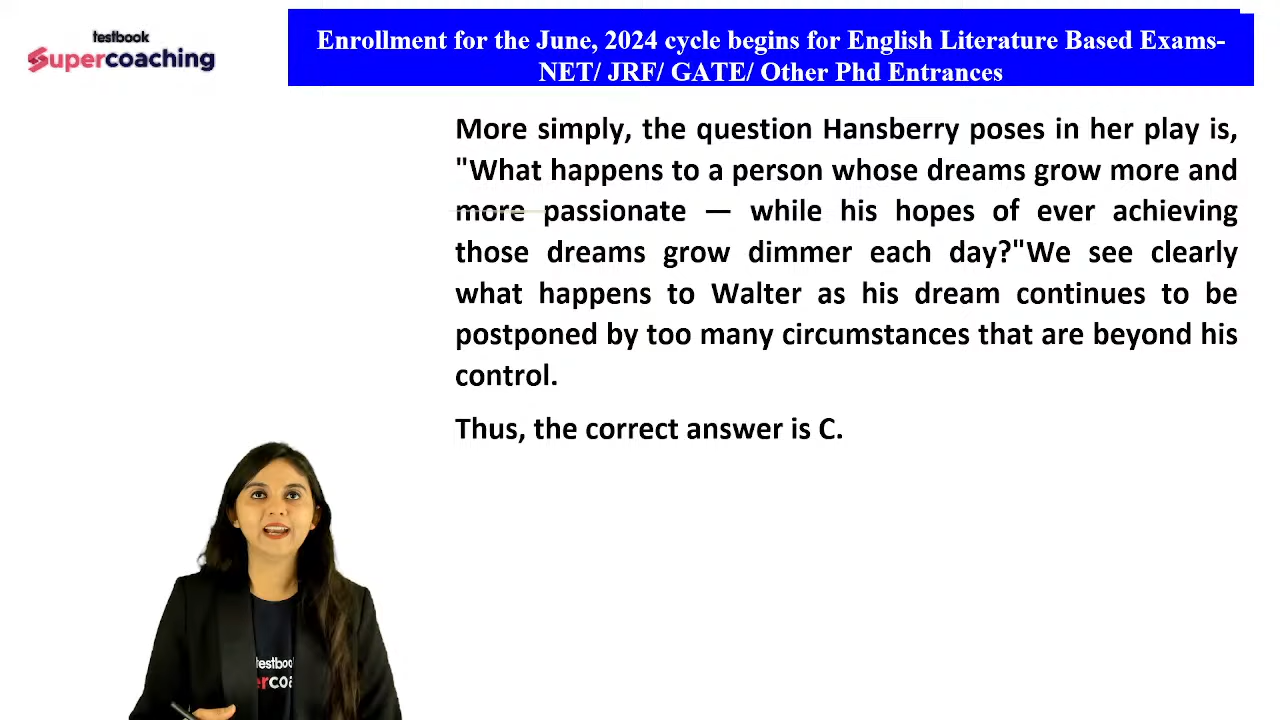 testbook
Supercoaching
Enrollment for the June, 2024 cycle begins for English Literature Based Exams-
NET/ JRF/ GATE/ Other Phd Entrances
More simply, the question Hansberry poses in her play is,
"What happens to a person whose dreams grow more and
more passionate — while his hopes of ever achieving
those dreams grow dimmer each day?"We see clearly
what happens to Walter as his dream continues to be
postponed by too many circumstances that are beyond his
control.
Thus, the correct answer is C.
testboo
ercoa